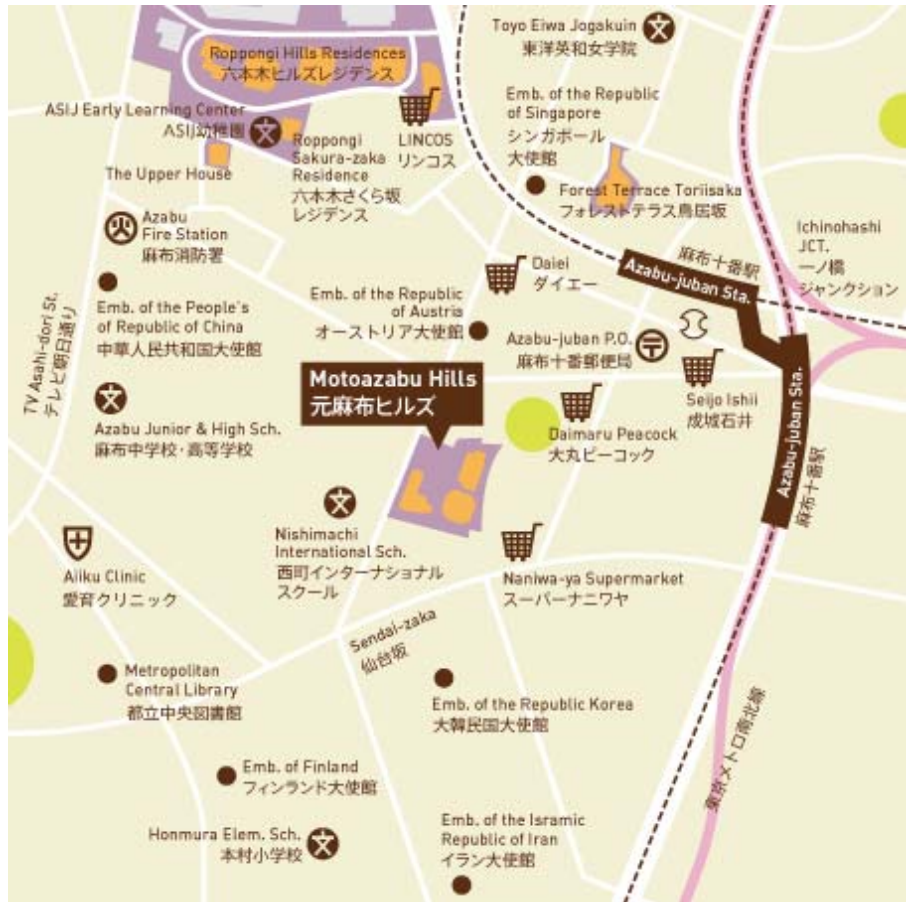 Toyo Eiwa Jogakuin
東洋英和女学院
Roppongi Hills Residences
六本木ヒルズレジデンス
Emb. of the Republic
of Singapore
シンガポール
大使館
ASIJ Early Learning Center
ASIJ幼稚園
LINCOS
リンコス
Roppongi
Sakura-zaka
Residence
六本木さくら坂
レジデンス
The Upper House
Forest Terrace Toriisaka
フォレストテラス鳥居坂
Azabu
Fire Station
麻布消防署
Ichinohashi
JCT.
一ノ橋
ジャンクション
麻布十番駅
Azabu-juban Sta.
Daiei
ダイエー
Emb. of the People's
of Republic of China
中華人民共和国大使館
Emb. of the Republic
of Austria
オーストリア大使館
Azabu-juban P.O.
麻布十番郵便局
TV Asahi-dori St.
テレビ朝日通り
Motoazabu Hills
元麻布ヒルズ
Seijo Ishii
成城石井
Azabu-juban Sta.
麻布十番駅
Azabu Junior & High Sch.
麻布中学校・高等学校
Daimaru Peacock
大丸ピーコック
Nishimachi
International Sch.
西町インターナショナル
スクール
Aiiku Clinic
愛育クリニック
Naniwa-ya Supermarket
スーパーナニワヤ
Sendai-zaka
仙台坂
Metropolitan
Central Library
都立中央図書館
Emb. of the Republic Korea
大韓民国大使館
東京メトロ南北線
Emb. of Finland
フィンランド大使館
Honmura Elem. Sch.
本村小学校
Emb. of the Isramic
Republic of Iran
イラン大使館